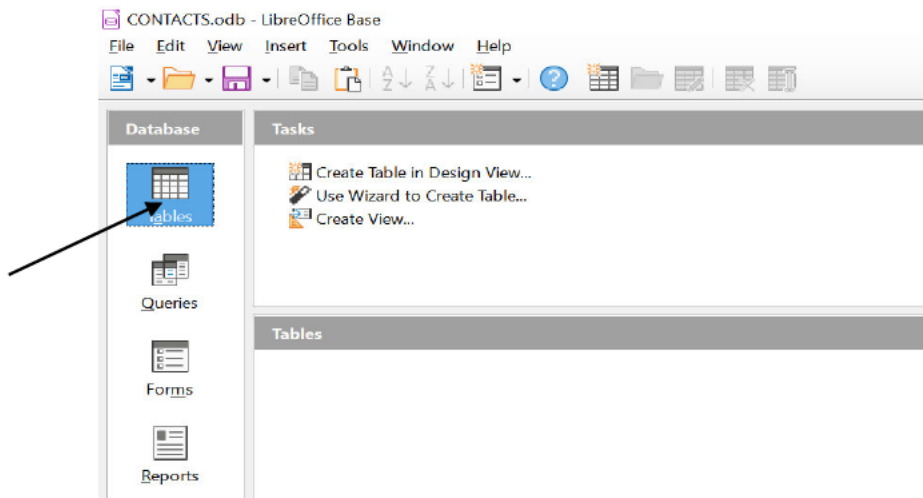 CONTACTS.odb - LibreOffice Base
File Edit View Insert Tools Window Help
Database
Tables
Queries
Forms
Reports
Tasks
Create Table in Design View...
Use Wizard to Create Table...
Create View...
Tables